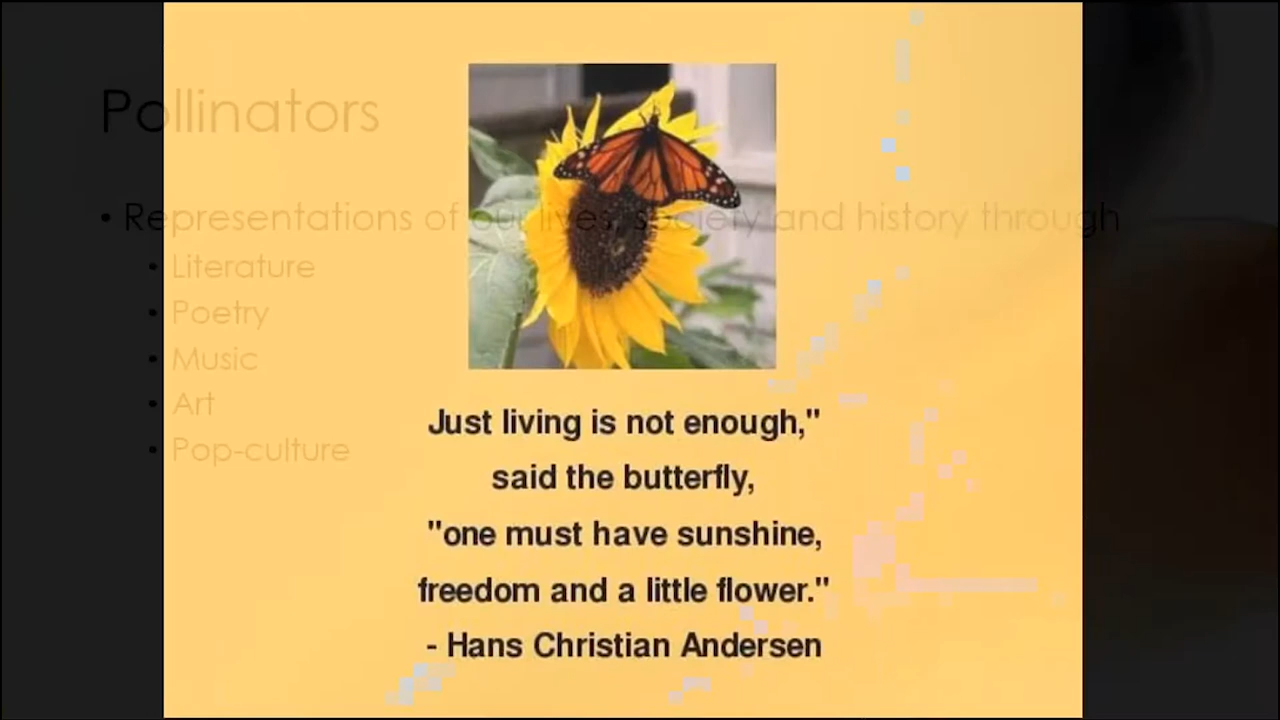 Pollinators
• Representations of our lives, society and history through
• Literature
• Poetry
• Music
• Art
• Pop-culture
Just living is not enough,"
said the butterfly,
"one must have sunshine,
freedom and a little flower."
- Hans Christian Andersen